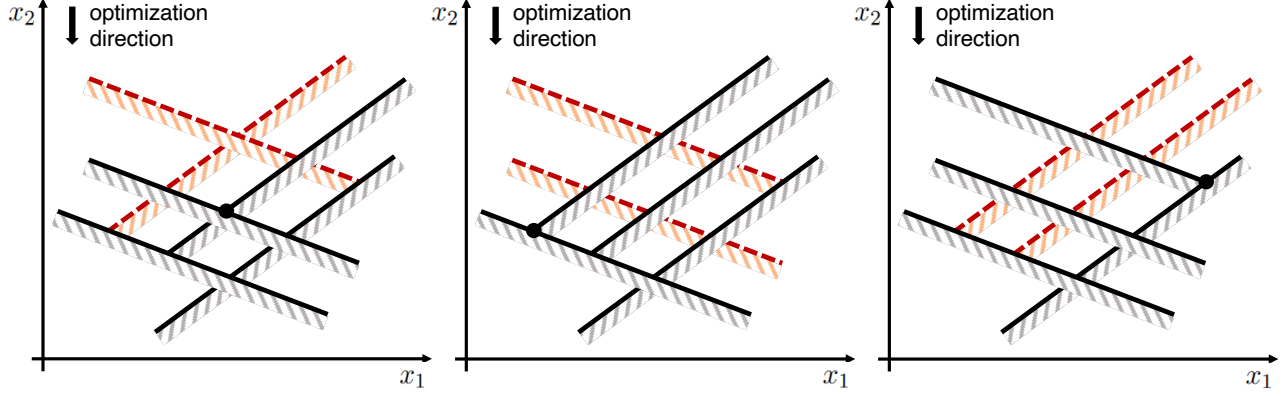 x₂
optimization
direction
x₁
x₂
optimization
direction
x₁
x₂
optimization
direction
x₁